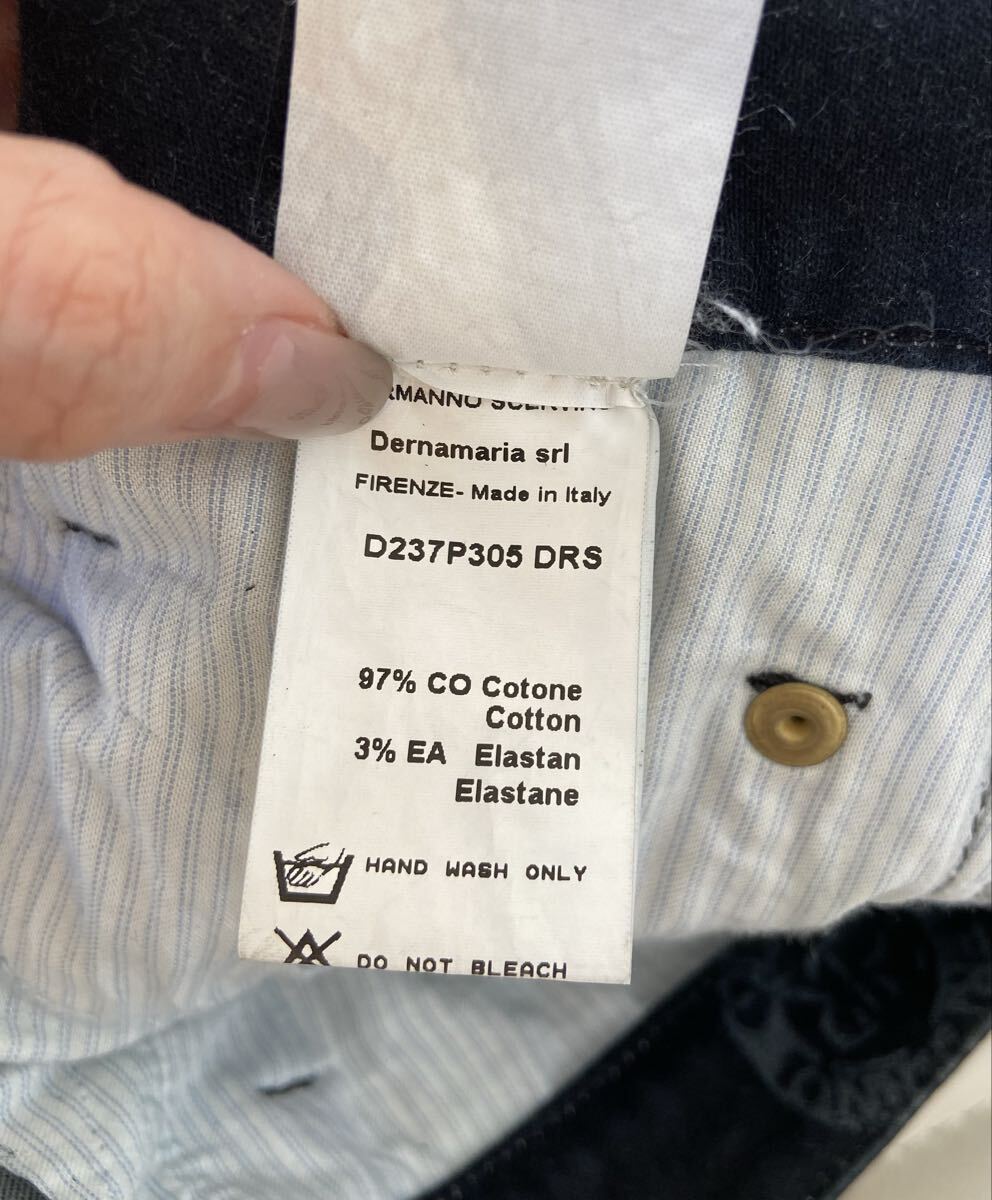 Dernamaria srl
FIRENZE- Made in Italy
D237P305 DRS
97% CO Cotone
Cotton
3% EA Elastan
Elastane
HAND WASH ONLY
DO NOT BLEACH